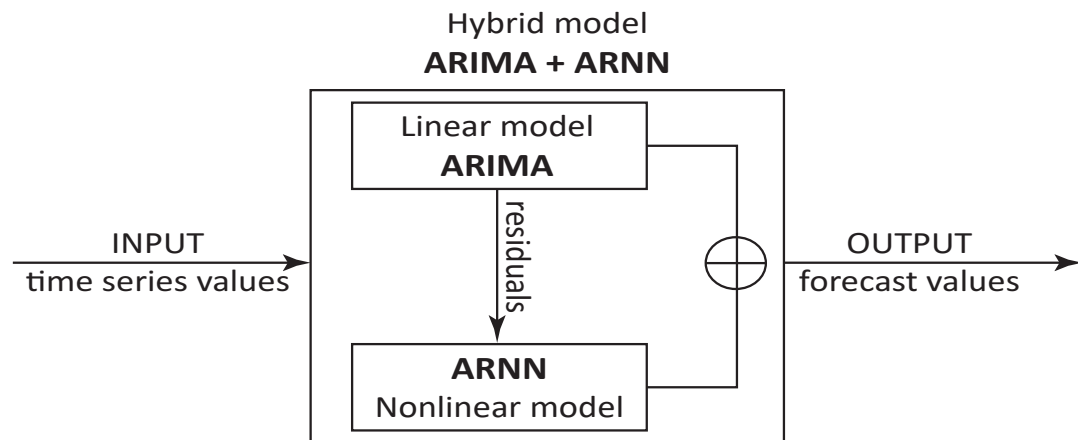 Hybrid model
ARIMA + ARNN
Linear model
ARIMA
residuals
INPUT
time series values
OUTPUT
forecast values
ARNN
Nonlinear model